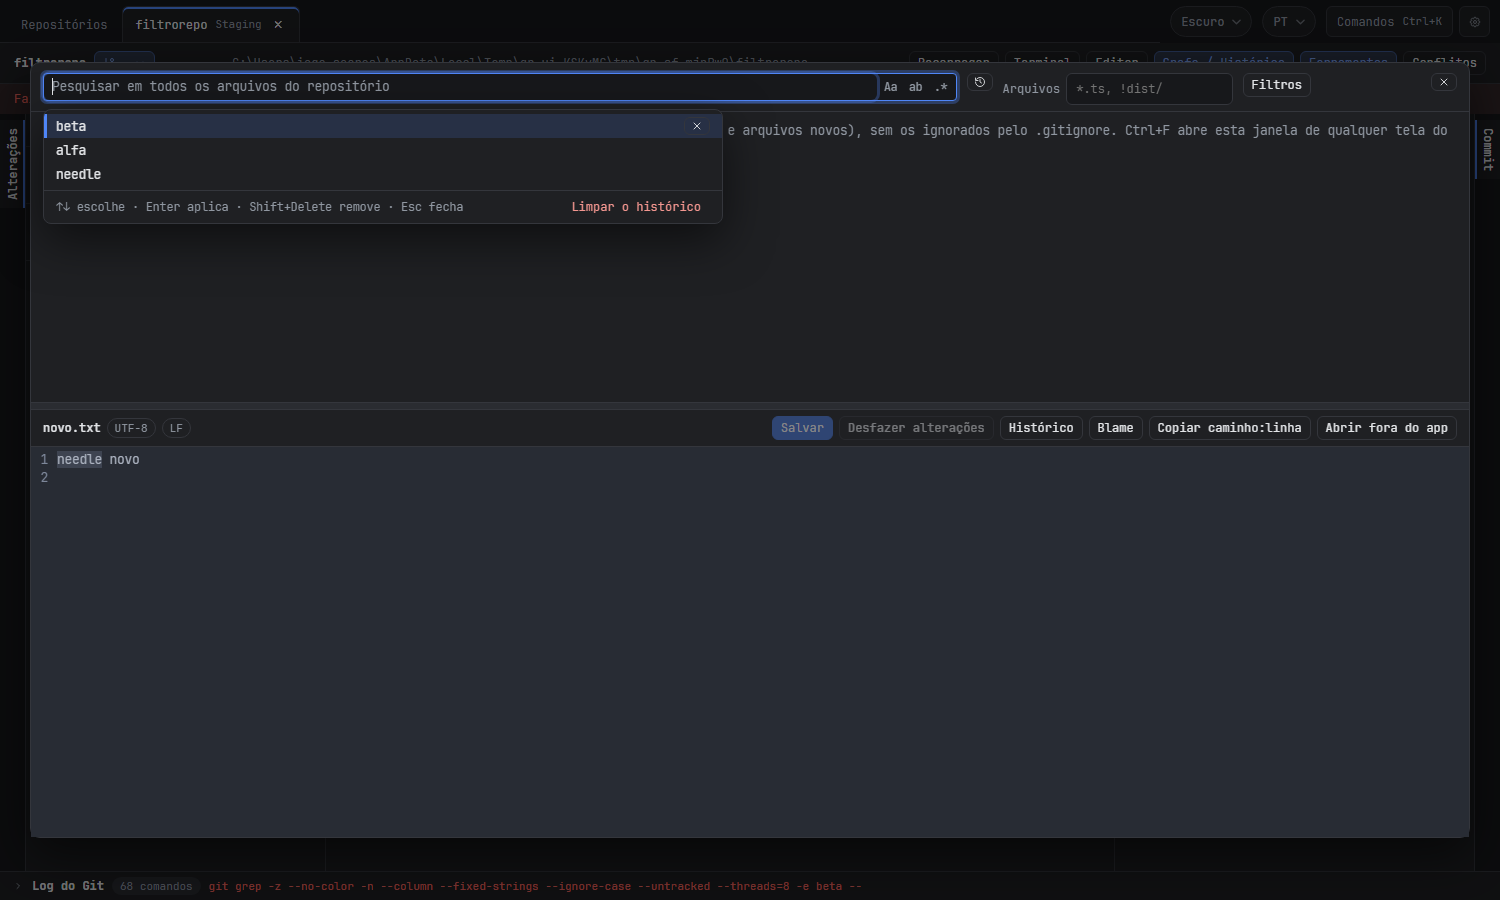 Repositórios filtrorepo Staging × Escuro PT Comandos Ctrl+K
Pesquisar em todos os arquivos do repositório Aa ab .* Arquivos *.ts, !dist/ Filtros ×
Alterações
Commit
beta ×
e arquivos novos), sem os ignorados pelo .gitignore. Ctrl+F abre esta janela de qualquer tela do
alfa
needle
↑↓ escolhe · Enter aplica · Shift+Delete remove · Esc fecha Limpar o histórico
novo.txt UTF-8 LF Salvar Desfazer alterações Histórico Blame Copiar caminho:linha Abrir fora do app
1 needle novo
2
› Log do Git 68 comandos git grep -z --no-color -n --column --fixed-strings --ignore-case --untracked --threads=8 -e beta --